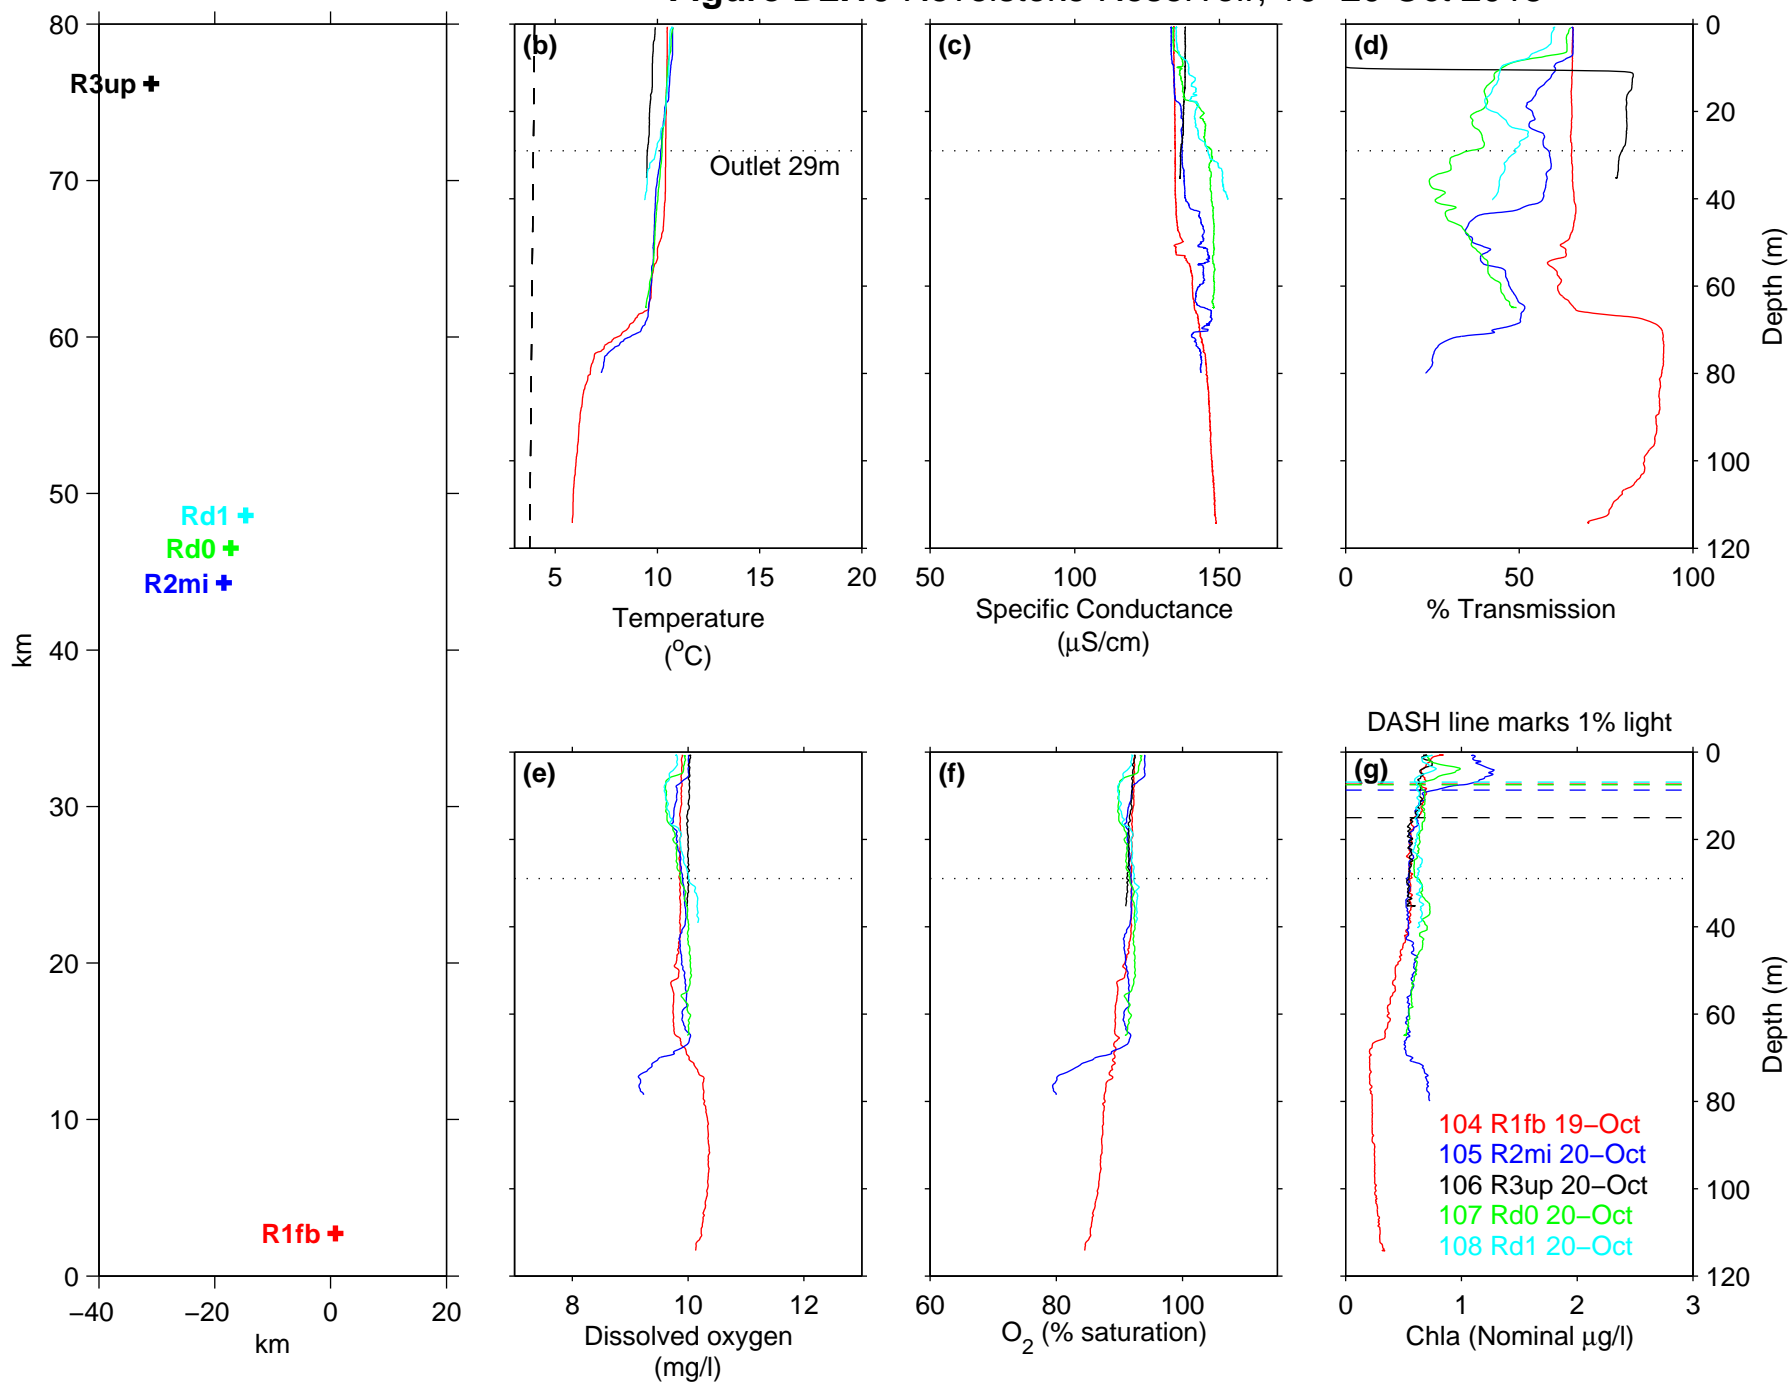 80
70
60
50
40
30
20
10
0
−40
−20
0
20
km
km
R3up
Rd1
Rd0
R2mi
R1fb
(b)
Outlet 29m
5
10
15
20
Temperature
(°C)
(c)
50
100
150
Specific Conductance
(μS/cm)
(d)
0
20
40
60
80
100
120
Depth (m)
0
50
100
% Transmission
(e)
8
10
12
Dissolved oxygen
(mg/l)
(f)
60
80
100
O2 (% saturation)
DASH line marks 1% light
(g)
0
20
40
60
80
100
120
Depth (m)
104 R1fb 19−Oct
105 R2mi 20−Oct
106 R3up 20−Oct
107 Rd0 20−Oct
108 Rd1 20−Oct
0
1
2
3
Chla (Nominal μg/l)